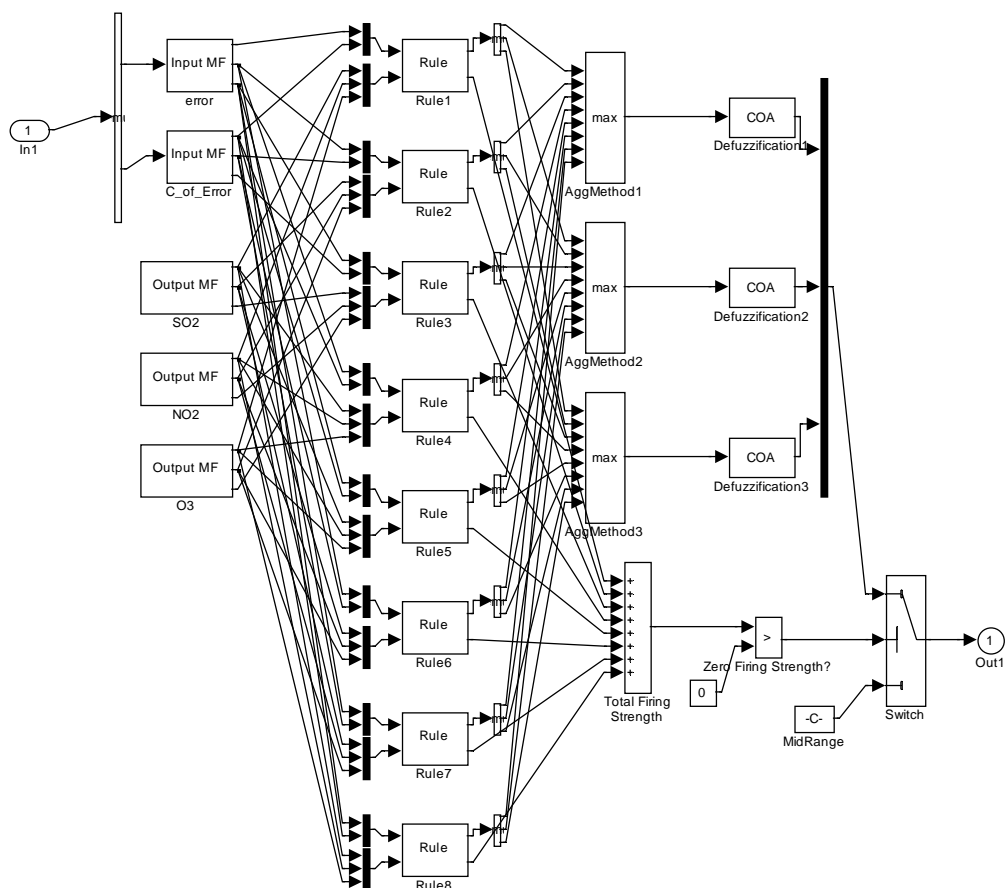 1
In1
Input MF
error
Input MF
C_of_Error
Output MF
SO2
Output MF
NO2
Output MF
O3
Rule
Rule1
Rule
Rule2
Rule
Rule3
Rule
Rule4
Rule
Rule5
Rule
Rule6
Rule
Rule7
Rule
Rule8
max
AggMethod1
max
AggMethod2
max
AggMethod3
COA
Defuzzification1
COA
Defuzzification2
COA
Defuzzification3
+
+
+
+
+
+
+
+
Total Firing
Strength
>
Zero Firing Strength?
0
-C-
MidRange
Switch
1
Out1